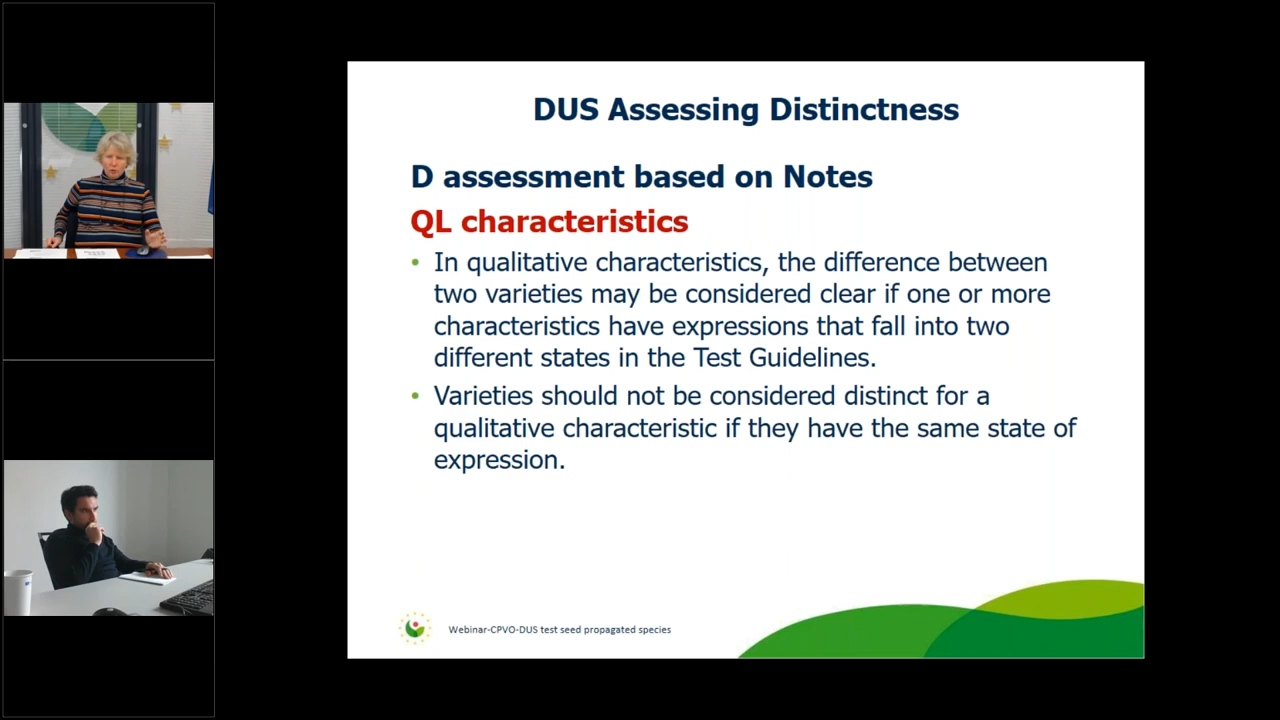 DUS Assessing Distinctness
D assessment based on Notes
QL characteristics
• In qualitative characteristics, the difference between
two varieties may be considered clear if one or more
characteristics have expressions that fall into two
different states in the Test Guidelines.
• Varieties should not be considered distinct for a
qualitative characteristic if they have the same state of
expression.
Webinar-CPVO-DUS test seed propagated species